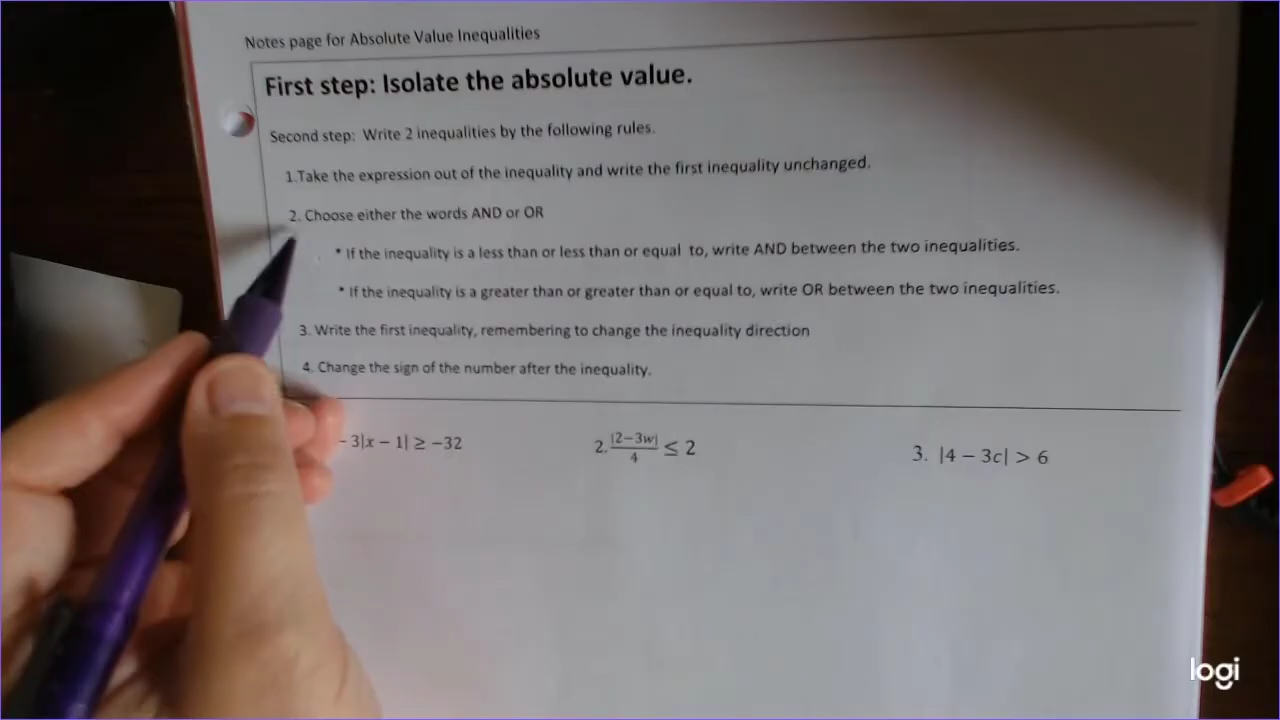 Notes page for Absolute Value Inequalities
First step: Isolate the absolute value.
Second step: Write 2 inequalities by the following rules.
1.Take the expression out of the inequality and write the first inequality unchanged.
2. Choose either the words AND or OR
* If the inequality is a less than or less than or equal to, write AND between the two inequalities.
* If the inequality is a greater than or greater than or equal to, write OR between the two inequalities.
3. Write the first inequality, remembering to change the inequality direction
4. Change the sign of the number after the inequality.
- 3|x - 1| ≥ -32 2. |2-3w|/4 ≤ 2 3. |4 - 3c| > 6
logi